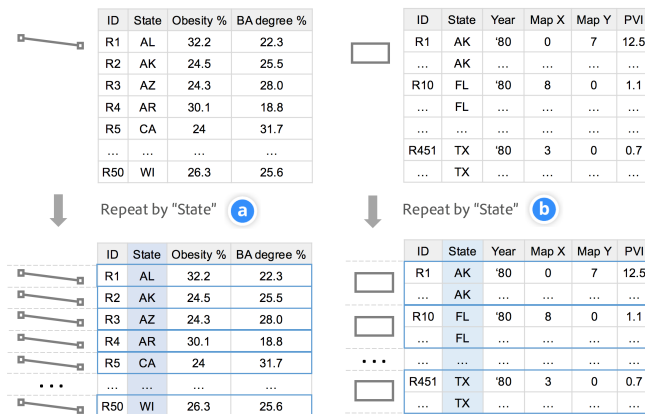 ID State Obesity % BA degree %
R1 AL 32.2 22.3
R2 AK 24.5 25.5
R3 AZ 24.3 28.0
R4 AR 30.1 18.8
R5 CA 24 31.7
... ... ... ...
R50 WI 26.3 25.6
ID State Year Map X Map Y PVI
R1 AK ‘80 0 7 12.5
... AK ... ... ... ...
R10 FL ‘80 8 0 1.1
... FL ... ... ... ...
... ... ... ... ... ...
R451 TX ‘80 3 0 0.7
... TX ... ... ... ...
Repeat by “State” a
Repeat by “State” b
ID State Obesity % BA degree %
R1 AL 32.2 22.3
R2 AK 24.5 25.5
R3 AZ 24.3 28.0
R4 AR 30.1 18.8
R5 CA 24 31.7
... ... ... ... ...
R50 WI 26.3 25.6
ID State Year Map X Map Y PVI
R1 AK ‘80 0 7 12.5
... AK ... ... ... ...
R10 FL ‘80 8 0 1.1
... FL ... ... ... ...
... ... ... ... ... ... ...
R451 TX ‘80 3 0 0.7
... TX ... ... ... ...